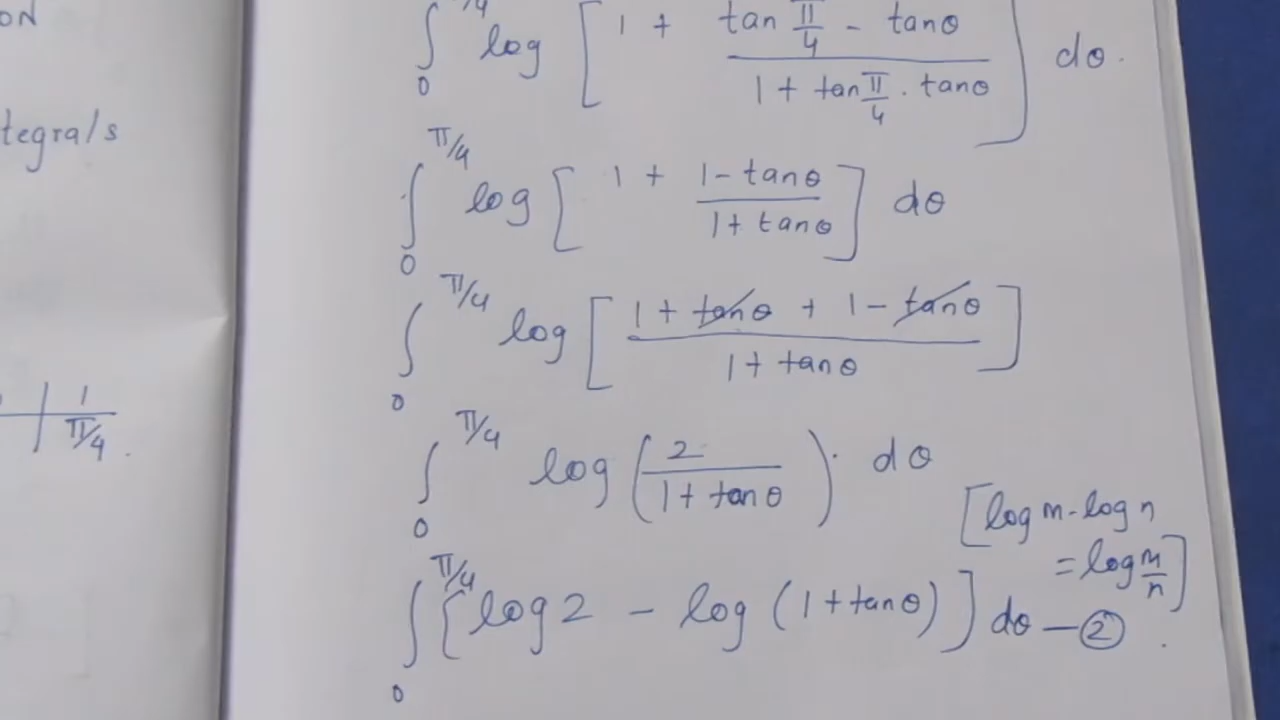 ON
tegrals
1
π/4 .
∫₀^π/4 log [ 1 + (tan π/4 - tanθ) / (1 + tan π/4 . tanθ) ] dθ.
∫₀^π/4 log [ 1 + (1 - tanθ) / (1 + tanθ) ] dθ
∫₀^π/4 log [ (1 + tanθ + 1 - tanθ) / (1 + tanθ) ]
∫₀^π/4 log ( 2 / (1 + tanθ) ) . dθ
[log m - log n
= log m/n]
∫₀^π/4 [log 2 - log (1 + tanθ)] dθ — ②